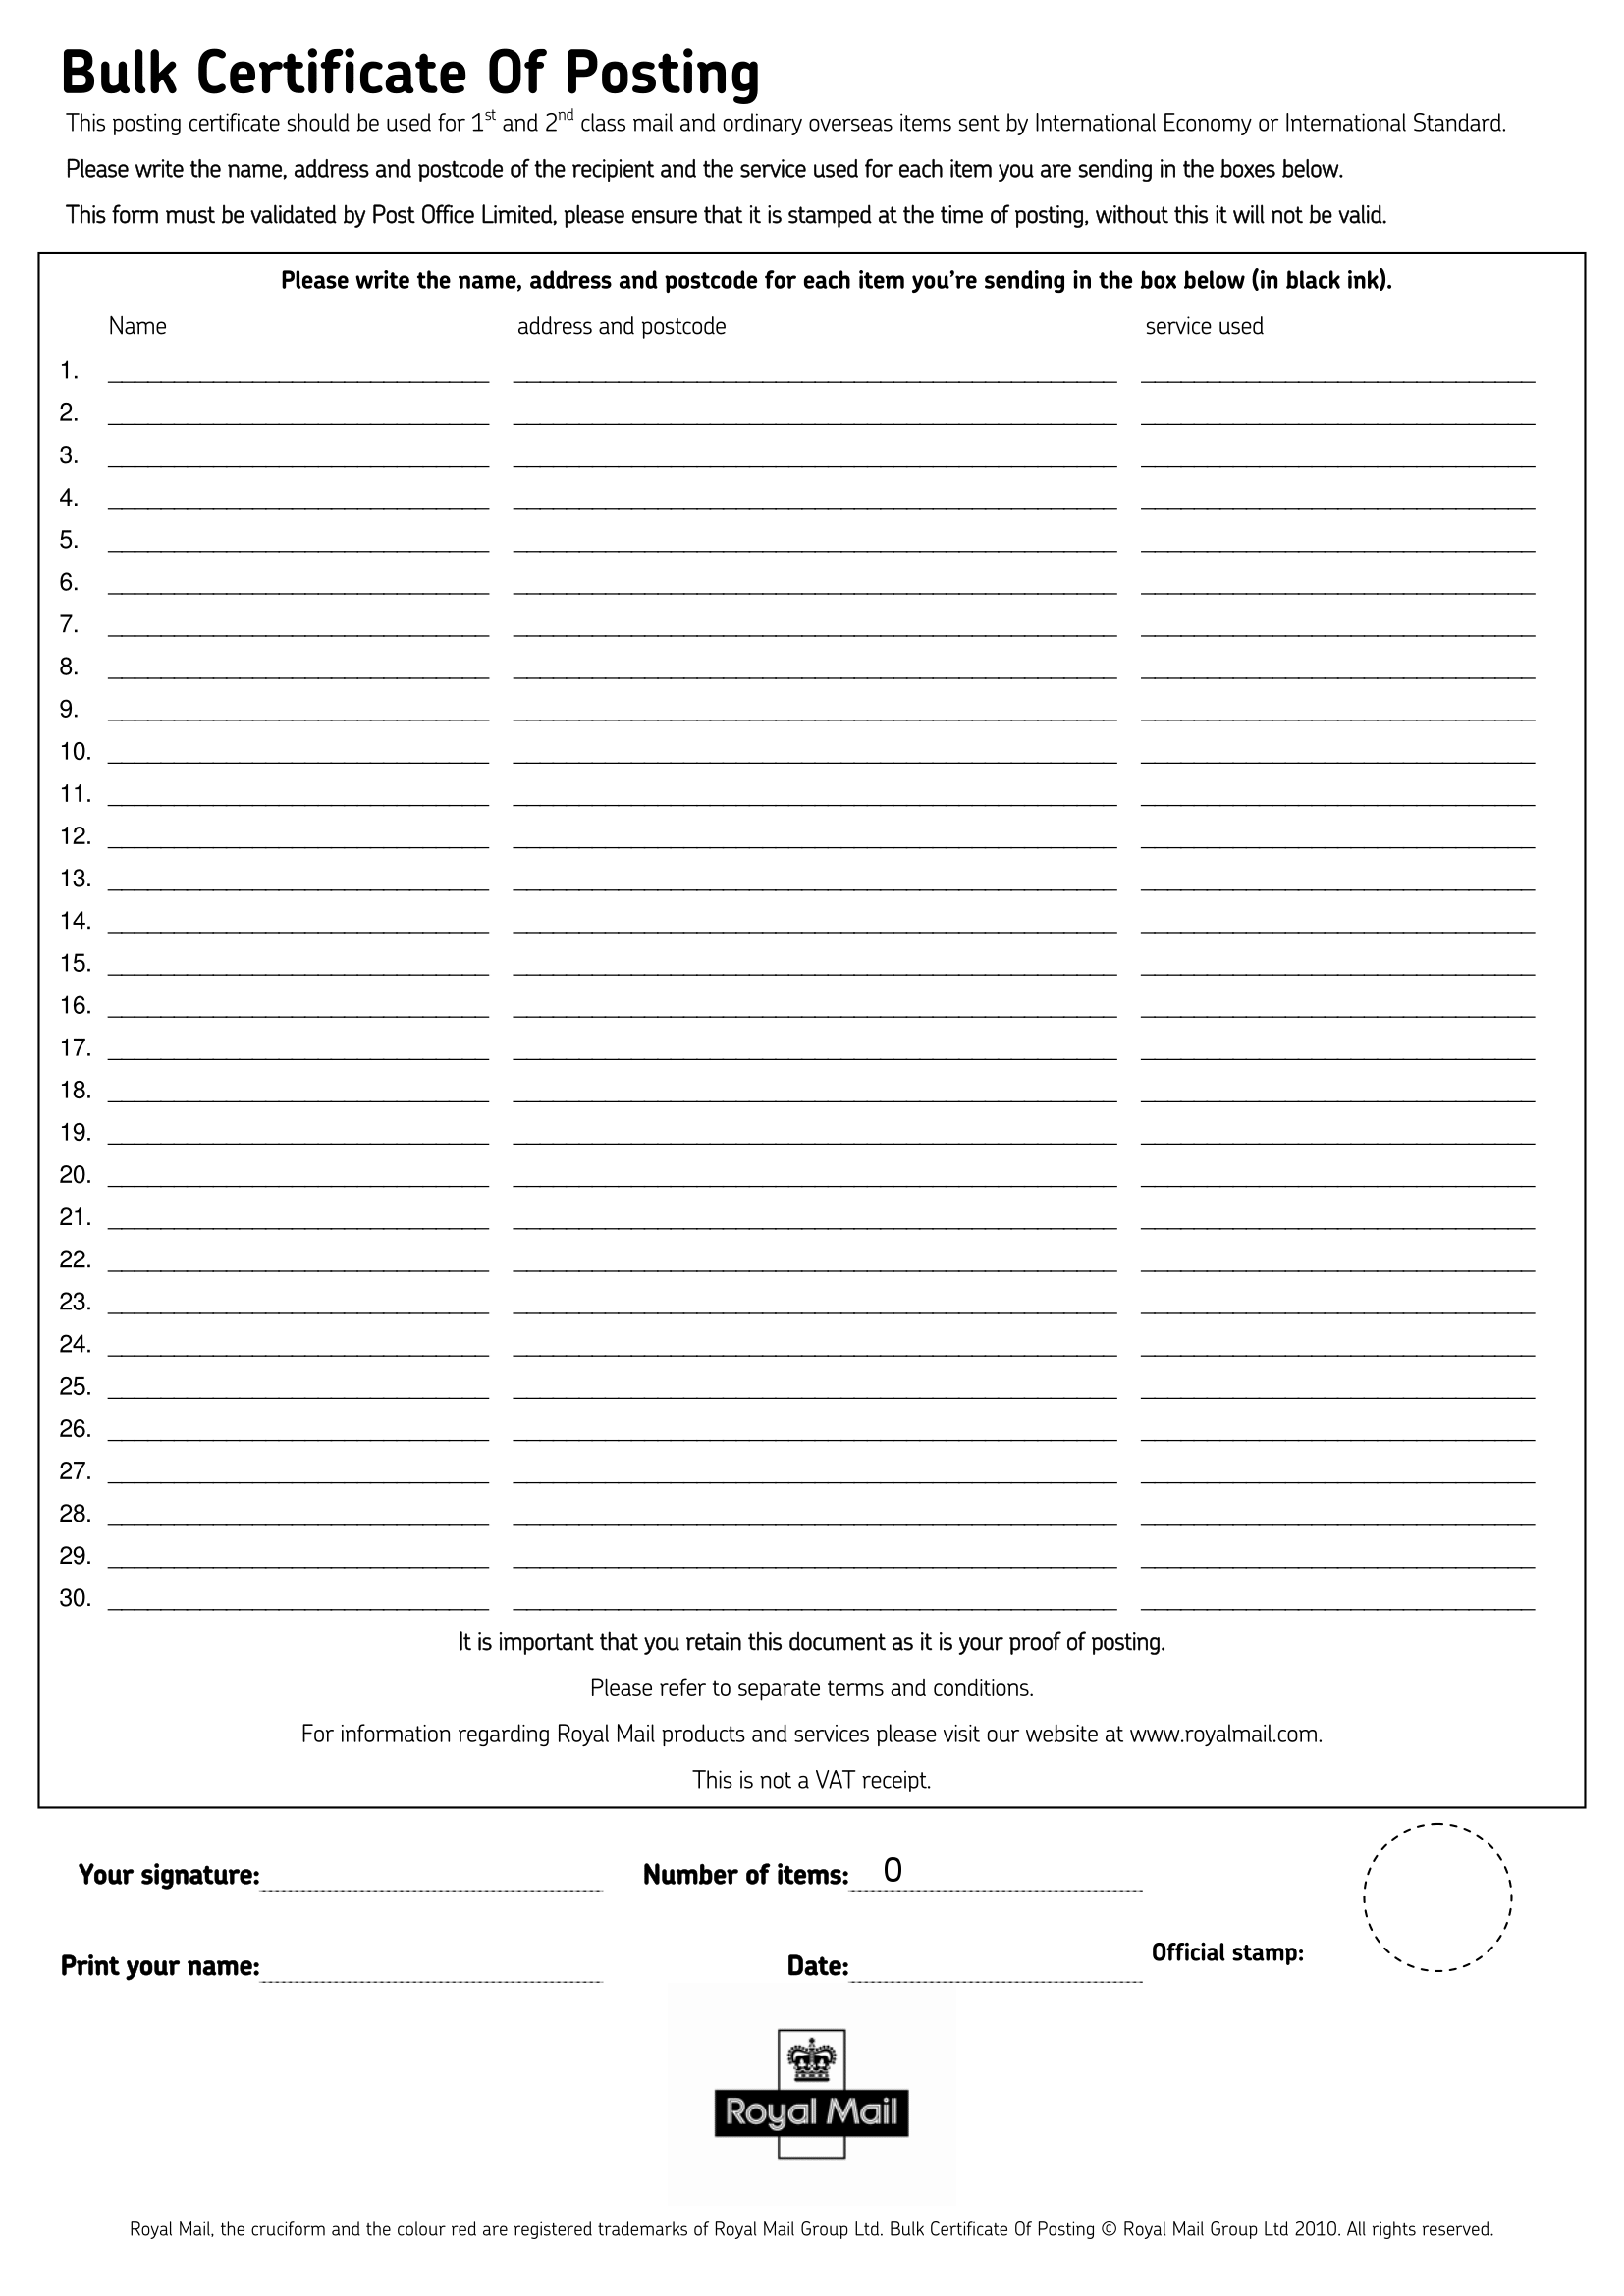 Bulk Certificate Of Posting
This posting certificate should be used for 1st and 2nd class mail and ordinary overseas items sent by International Economy or International Standard.
Please write the name, address and postcode of the recipient and the service used for each item you are sending in the boxes below.
This form must be validated by Post Office Limited, please ensure that it is stamped at the time of posting, without this it will not be valid.
Please write the name, address and postcode for each item you’re sending in the box below (in black ink).
Name address and postcode service used
1.
2.
3.
4.
5.
6.
7.
8.
9.
10.
11.
12.
13.
14.
15.
16.
17.
18.
19.
20.
21.
22.
23.
24.
25.
26.
27.
28.
29.
30.
It is important that you retain this document as it is your proof of posting.
Please refer to separate terms and conditions.
For information regarding Royal Mail products and services please visit our website at www.royalmail.com.
This is not a VAT receipt.
Your signature: Number of items: 0
Print your name: Date: Official stamp:
Royal Mail
Royal Mail, the cruciform and the colour red are registered trademarks of Royal Mail Group Ltd. Bulk Certificate Of Posting © Royal Mail Group Ltd 2010. All rights reserved.